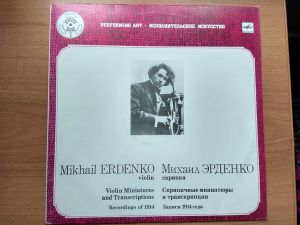 PERFORMING ART · ИСПОЛНИТЕЛЬСКОЕ ИСКУССТВО
Mikhail ERDENKO
violin
Violin Miniatures
and Transcriptions
Recordings of 1914
Михаил ЭРДЕНКО
скрипка
Скрипичные миниатюры
и транскрипции
Записи 1914 года